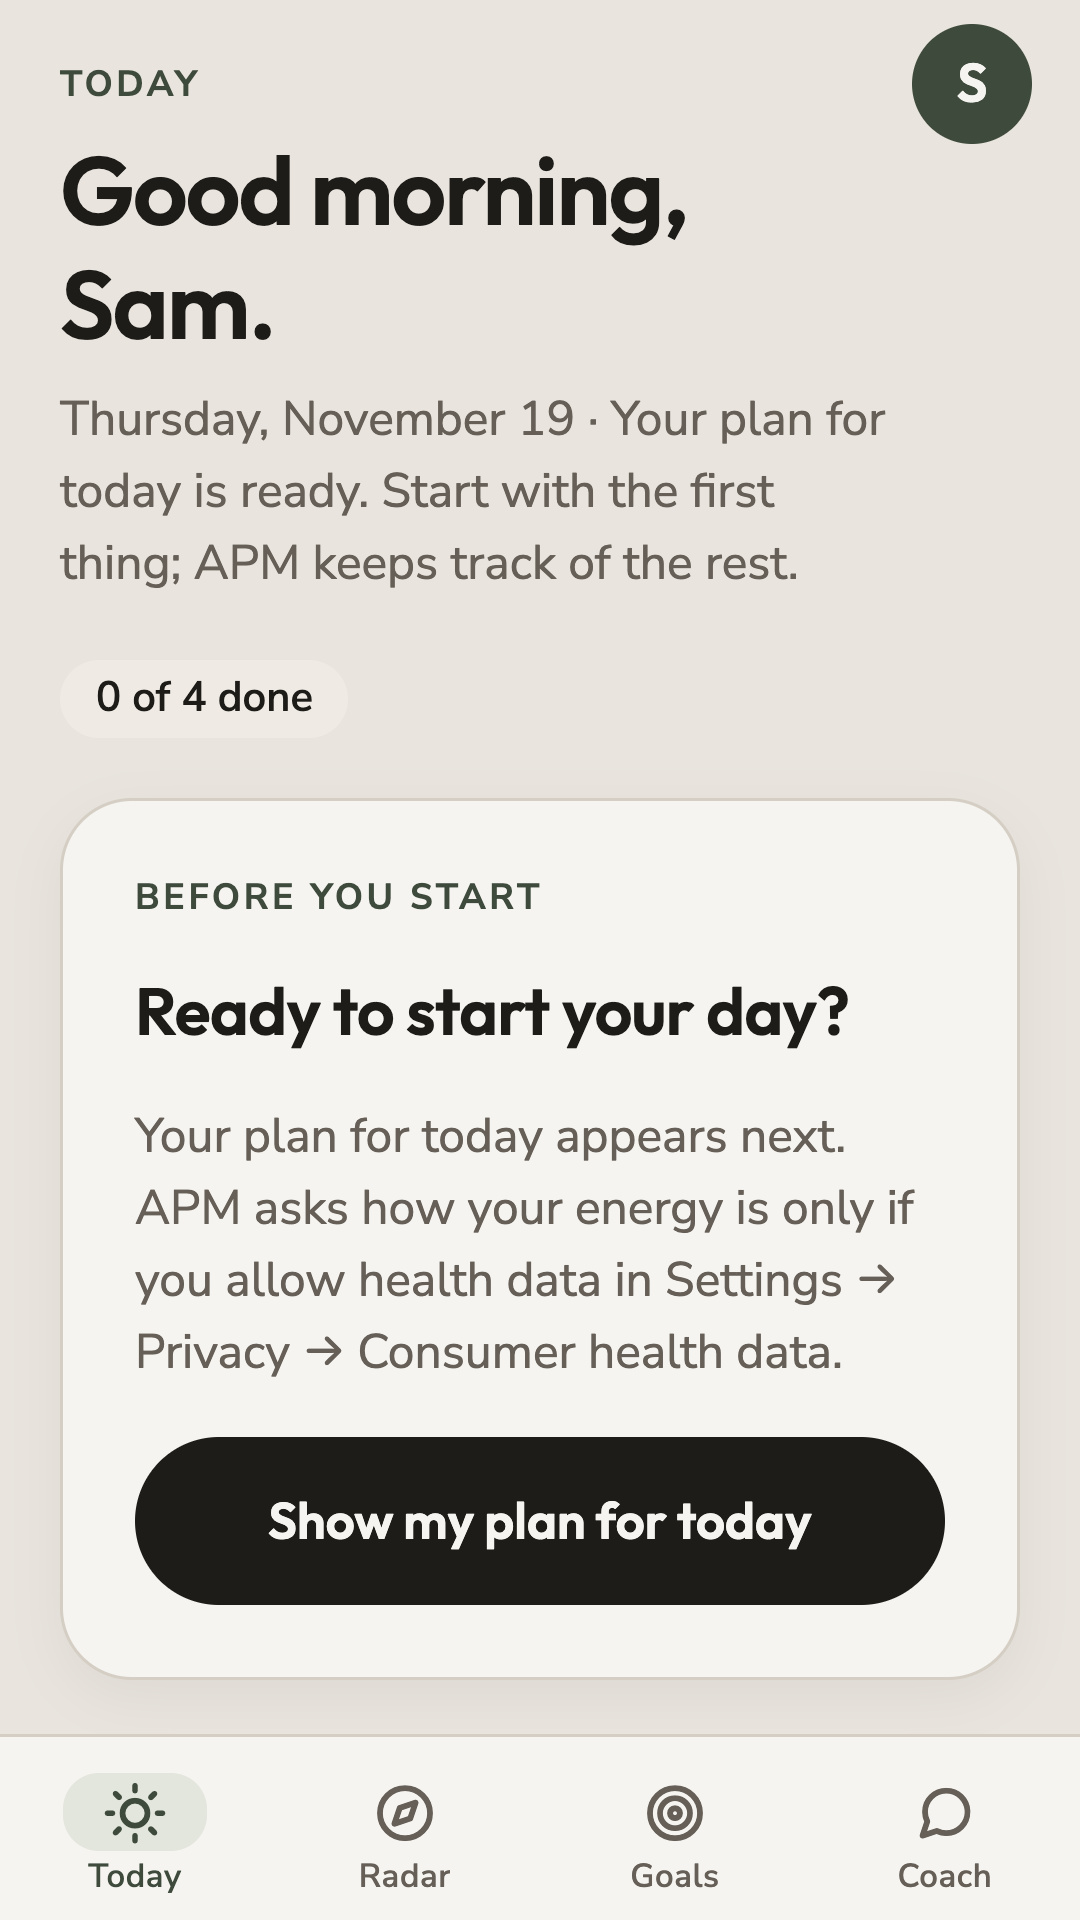 TODAY
S
Good morning,
Sam.
Thursday, November 19 · Your plan for
today is ready. Start with the first
thing; APM keeps track of the rest.
0 of 4 done
BEFORE YOU START
Ready to start your day?
Your plan for today appears next.
APM asks how your energy is only if
you allow health data in Settings →
Privacy → Consumer health data.
Show my plan for today
Today
Radar
Goals
Coach